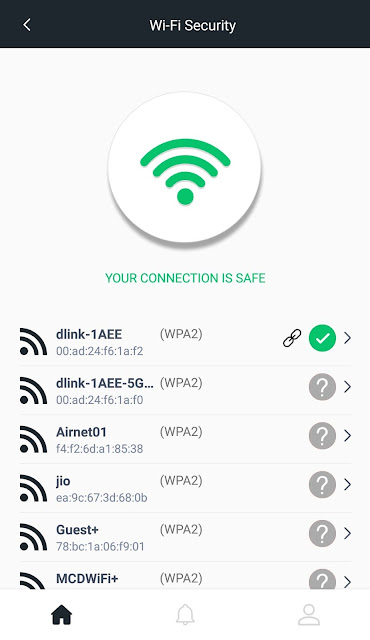 Wi-Fi Security
YOUR CONNECTION IS SAFE
dlink-1AEE (WPA2)
00:ad:24:f6:1a:f2
dlink-1AEE-5G... (WPA2)
00:ad:24:f6:1a:f0
Airnet01 (WPA2)
f4:f2:6d:a1:85:38
jio (WPA2)
ea:9c:67:3d:68:0b
Guest+ (WPA2)
78:bc:1a:06:f9:01
MCDWiFi+ (WPA2)